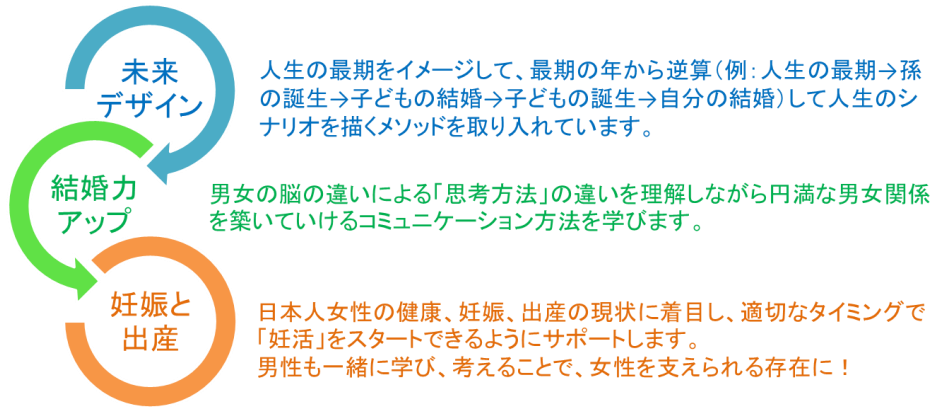 未来
デザイン
人生の最期をイメージして、最期の年から逆算(例:人生の最期→孫
の誕生→子どもの結婚→子どもの誕生→自分の結婚)して人生のシ
ナリオを描くメソッドを取り入れています。
結婚力
アップ
男女の脳の違いによる「思考方法」の違いを理解しながら円満な男女関係
を築いていけるコミュニケーション方法を学びます。
妊娠と
出産
日本人女性の健康、妊娠、出産の現状に着目し、適切なタイミングで
「妊活」をスタートできるようにサポートします。
男性も一緒に学び、考えることで、女性を支えられる存在に!